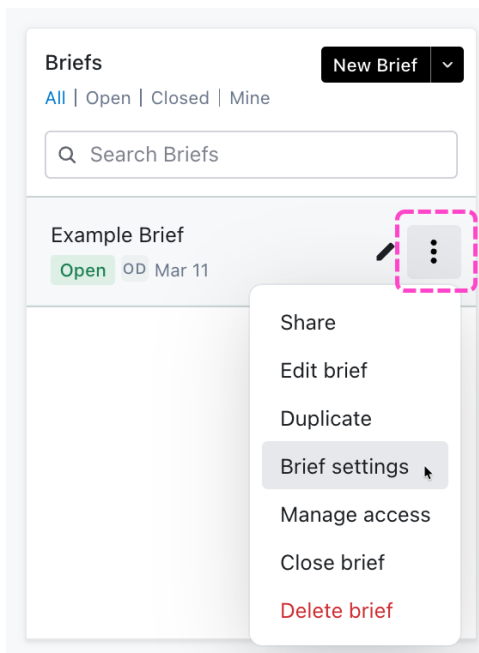 Briefs
New Brief
All | Open | Closed | Mine
Search Briefs
Example Brief
Open OD Mar 11
Share
Edit brief
Duplicate
Brief settings
Manage access
Close brief
Delete brief